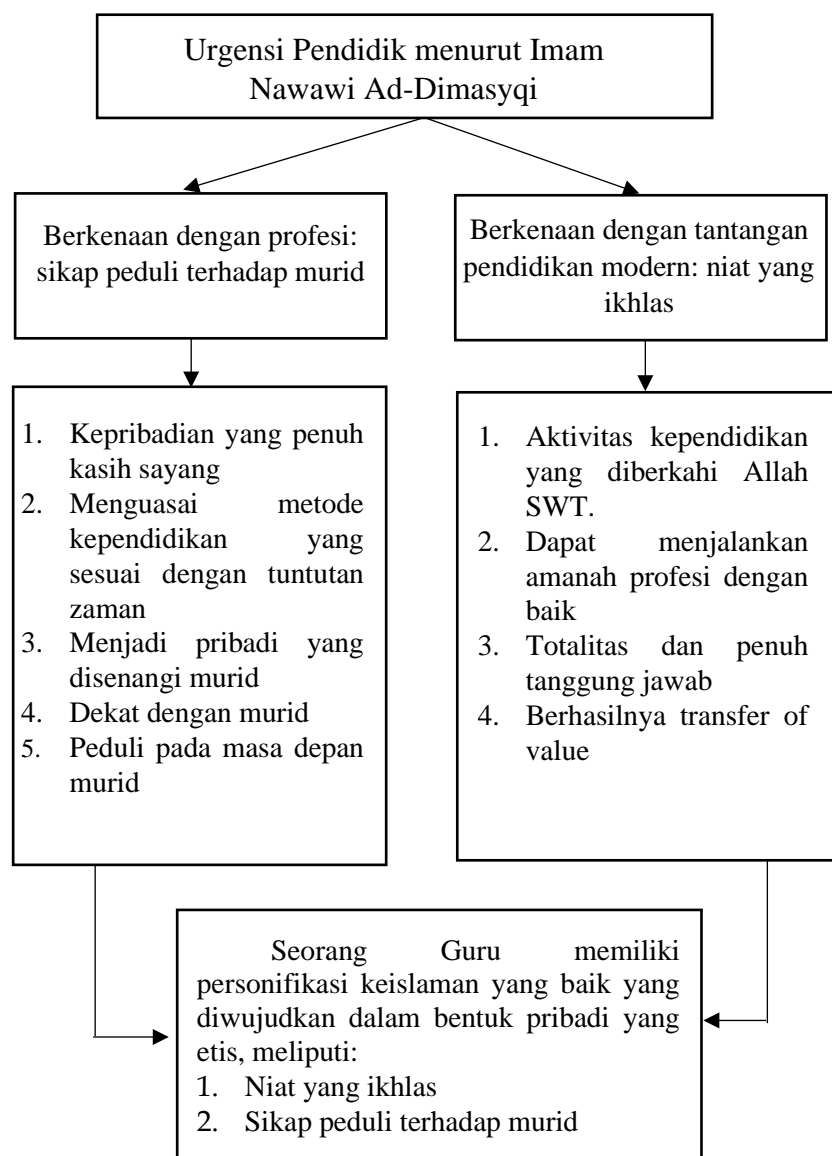 Urgensi Pendidik menurut Imam
Nawawi Ad-Dimasyqi
Berkenaan dengan profesi:
sikap peduli terhadap murid
Berkenaan dengan tantangan
pendidikan modern: niat yang
ikhlas
1. Kepribadian yang penuh
kasih sayang
2. Menguasai metode
kependidikan yang
sesuai dengan tuntutan
zaman
3. Menjadi pribadi yang
disenangi murid
4. Dekat dengan murid
5. Peduli pada masa depan
murid
1. Aktivitas kependidikan
yang diberkahi Allah
SWT.
2. Dapat menjalankan
amanah profesi dengan
baik
3. Totalitas dan penuh
tanggung jawab
4. Berhasilnya transfer of
value
Seorang Guru memiliki
personifikasi keislaman yang baik yang
diwujudkan dalam bentuk pribadi yang
etis, meliputi:
1. Niat yang ikhlas
2. Sikap peduli terhadap murid